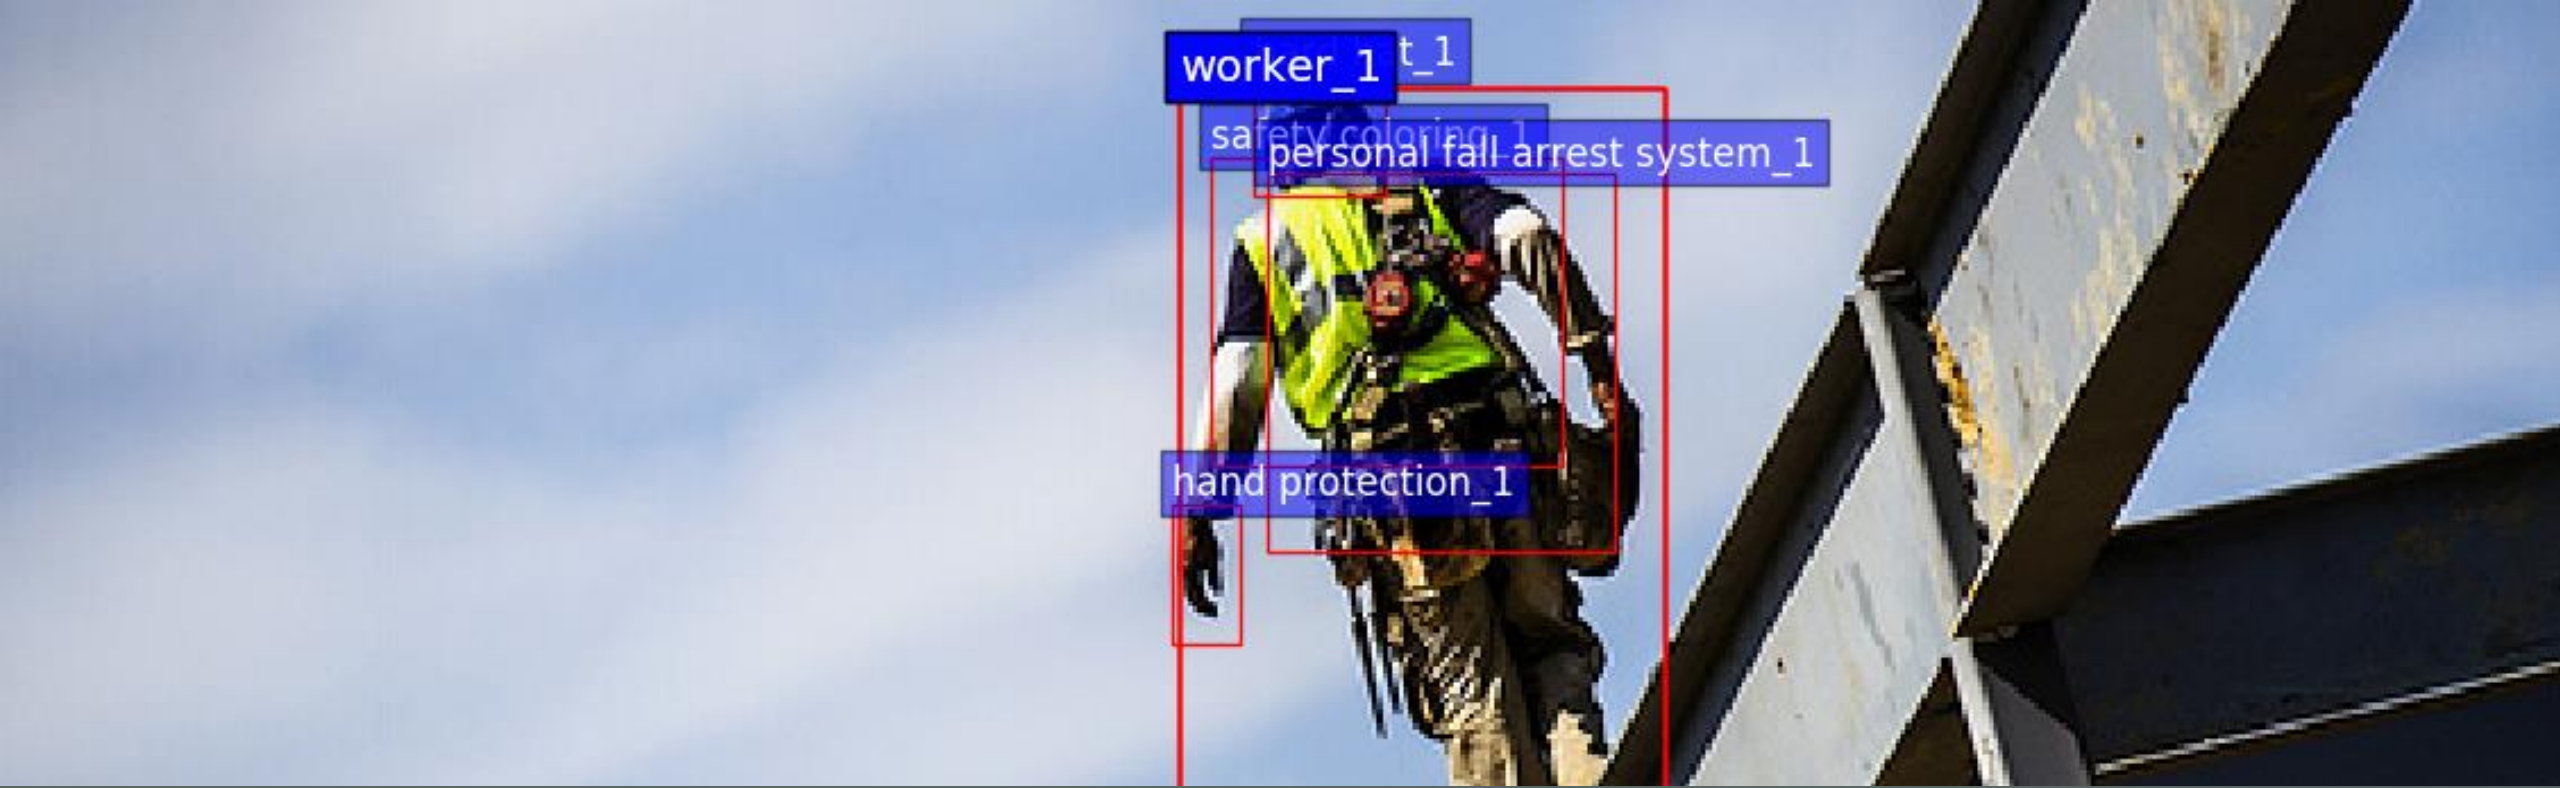 t_1
worker_1
safety coloring_1
personal fall arrest system_1
hand protection_1